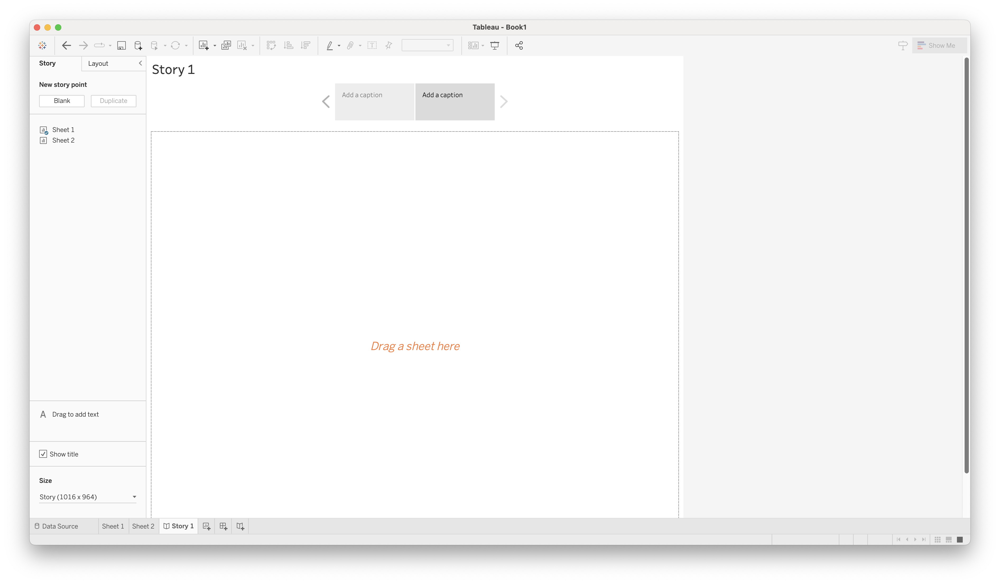 Tableau - Book1
Show Me
Story
Layout
New story point
Blank
Duplicate
Sheet 1
Sheet 2
Drag to add text
Show title
Size
Story (1016 x 964)
Story 1
Add a caption
Add a caption
Drag a sheet here
Data Source
Sheet 1
Sheet 2
Story 1